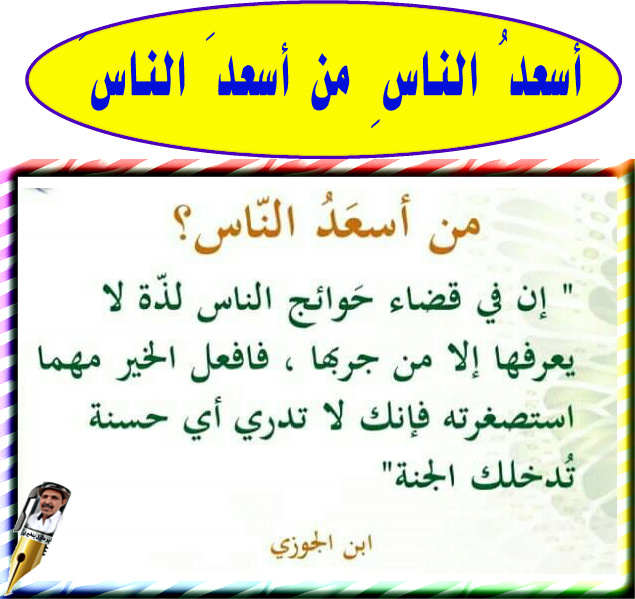 أسعدُ الناسِ من أسعدَ الناسَ
من أسعَدُ النّاس؟
" إن في قضاء حَوائج الناس لذّة لا
يعرفها إلا من جربها ، فافعل الخير مهما
استصغرته فإنك لا تدري أي حسنة
تُدخلك الجنة"
ابن الجوزي